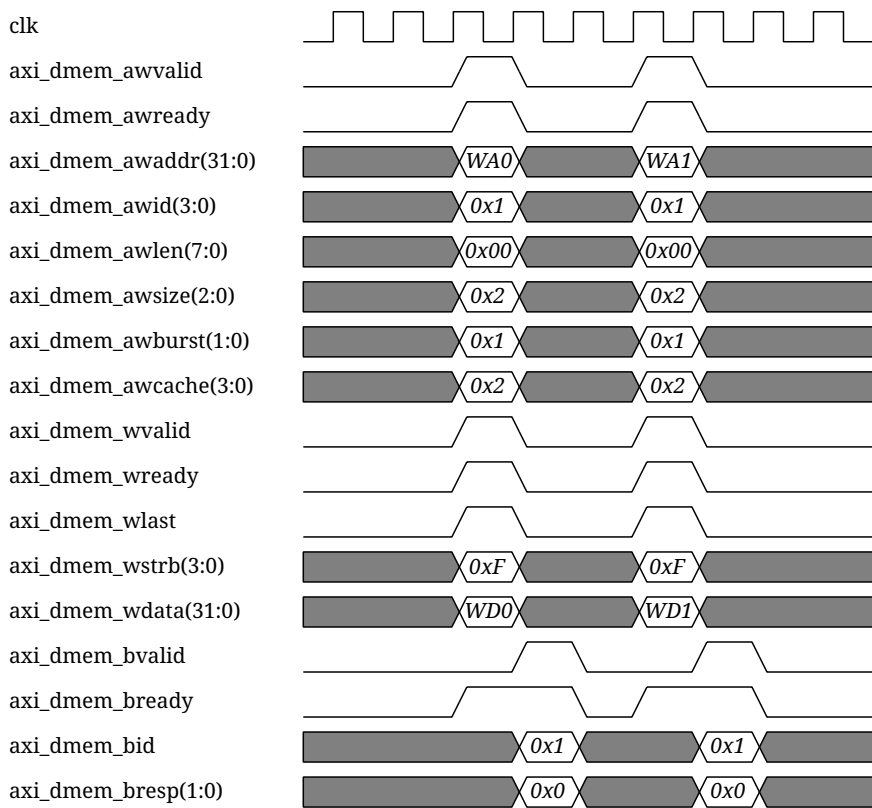 clk
axi_dmem_awvalid
axi_dmem_awready
axi_dmem_awaddr(31:0) WA0 WA1
axi_dmem_awid(3:0) 0x1 0x1
axi_dmem_awlen(7:0) 0x00 0x00
axi_dmem_awsize(2:0) 0x2 0x2
axi_dmem_awburst(1:0) 0x1 0x1
axi_dmem_awcache(3:0) 0x2 0x2
axi_dmem_wvalid
axi_dmem_wready
axi_dmem_wlast
axi_dmem_wstrb(3:0) 0xF 0xF
axi_dmem_wdata(31:0) WD0 WD1
axi_dmem_bvalid
axi_dmem_bready
axi_dmem_bid 0x1 0x1
axi_dmem_bresp(1:0) 0x0 0x0